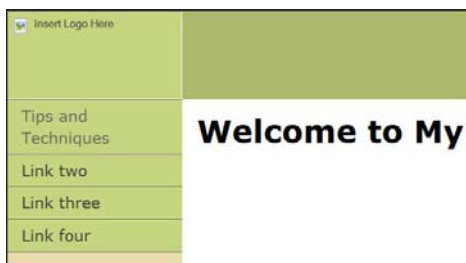 Insert Logo Here
Tips and
Techniques
Welcome to My
Link two
Link three
Link four